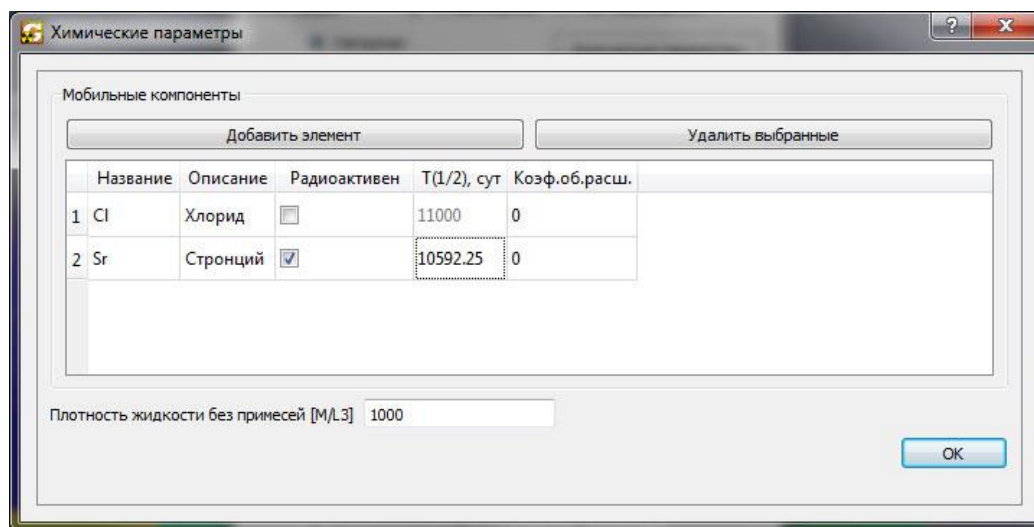 Химические параметры
Мобильные компоненты
Добавить элемент Удалить выбранные
Название Описание Радиоактивен T(1/2), сут Коэф.об.расш.
1 Cl Хлорид 11000 0
2 Sr Стронций 10592.25 0
Плотность жидкости без примесей [M/L3] 1000
OK